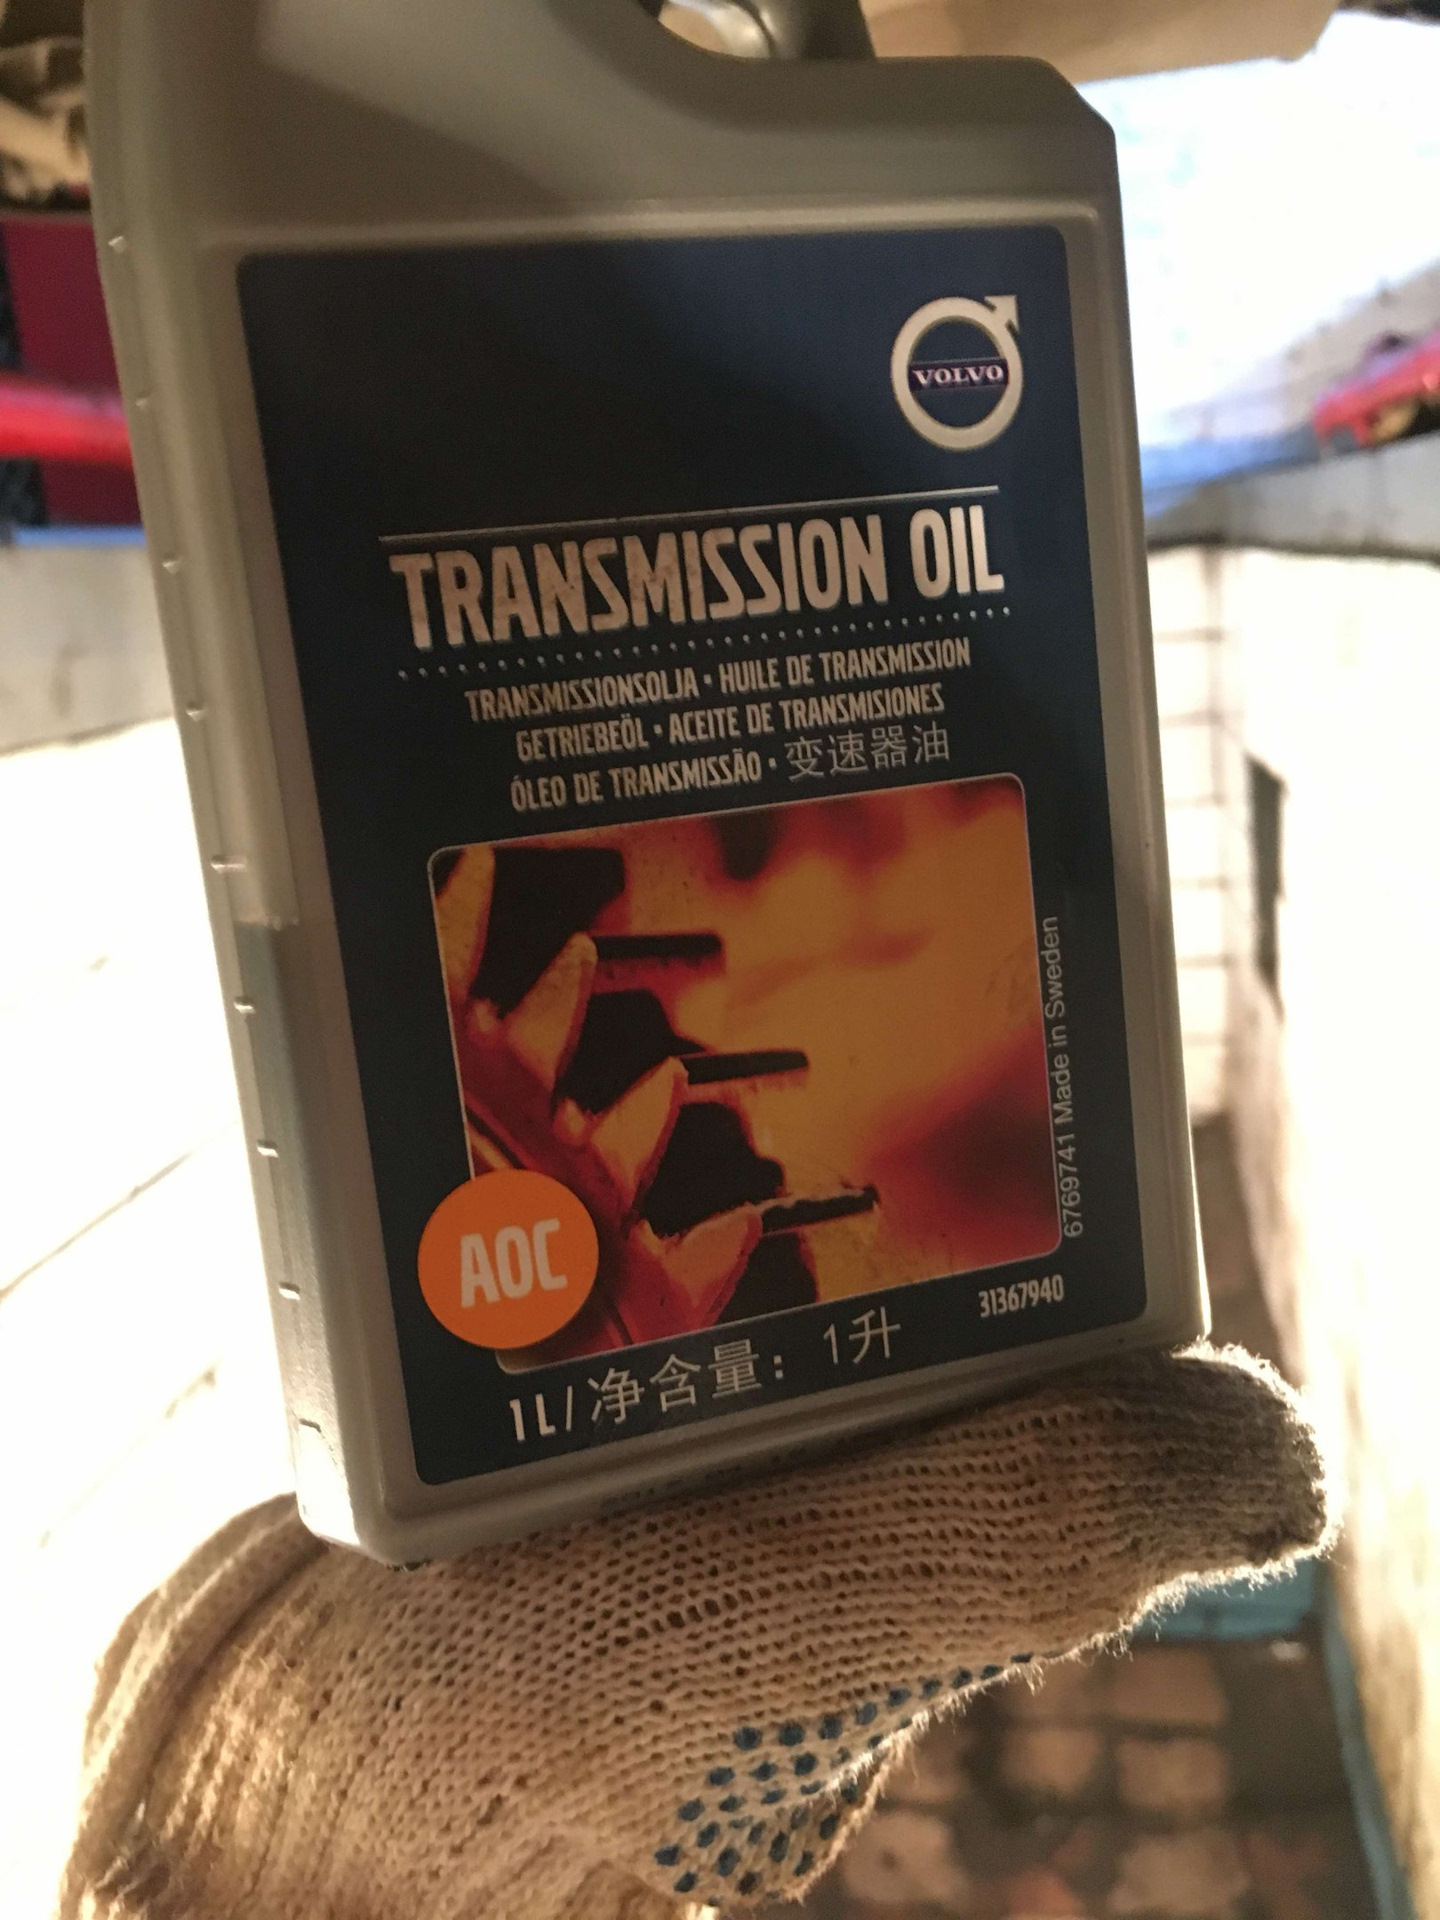 VOLVO
TRANSMISSION OIL
TRANSMISSIONSOLJA · HUILE DE TRANSMISSION
GETRIEBEÖL · ACEITE DE TRANSMISIONES
ÓLEO DE TRANSMISSÃO · 变速器油
6769741 Made in Sweden
AOC
31367940
1L/净含量：1升